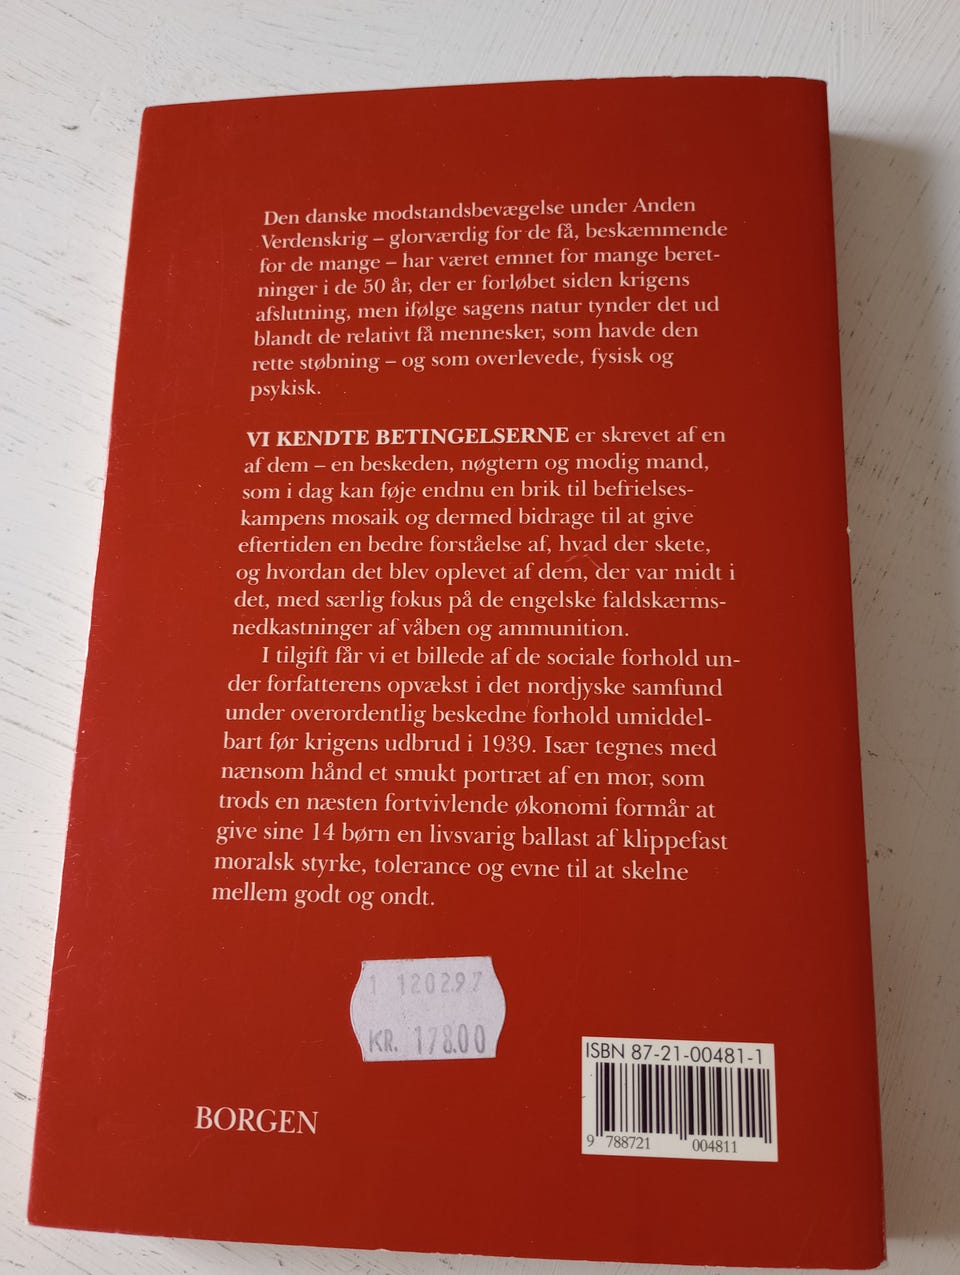 Den danske modstandsbevægelse under Anden
Verdenskrig – glorværdig for de få, beskæmmende
for de mange – har været emnet for mange beret-
ninger i de 50 år, der er forløbet siden krigens
afslutning, men ifølge sagens natur tynder det ud
blandt de relativt få mennesker, som havde den
rette støbning – og som overlevede, fysisk og
psykisk.
VI KENDTE BETINGELSERNE er skrevet af en
af dem – en beskeden, nøgtern og modig mand,
som i dag kan føje endnu en brik til befrielses-
kampens mosaik og dermed bidrage til at give
eftertiden en bedre forståelse af, hvad der skete,
og hvordan det blev oplevet af dem, der var midt i
det, med særlig fokus på de engelske faldskærms-
nedkastninger af våben og ammunition.
I tilgift får vi et billede af de sociale forhold un-
der forfatterens opvækst i det nordjyske samfund
under overordentlig beskedne forhold umiddel-
bart før krigens udbrud i 1939. Især tegnes med
nænsom hånd et smukt portræt af en mor, som
trods en næsten fortvivlende økonomi formår at
give sine 14 børn en livsvarig ballast af klippefast
moralsk styrke, tolerance og evne til at skelne
mellem godt og ondt.
1 120297
KR. 178.00
ISBN 87-21-00481-1
9 788721 004811
BORGEN